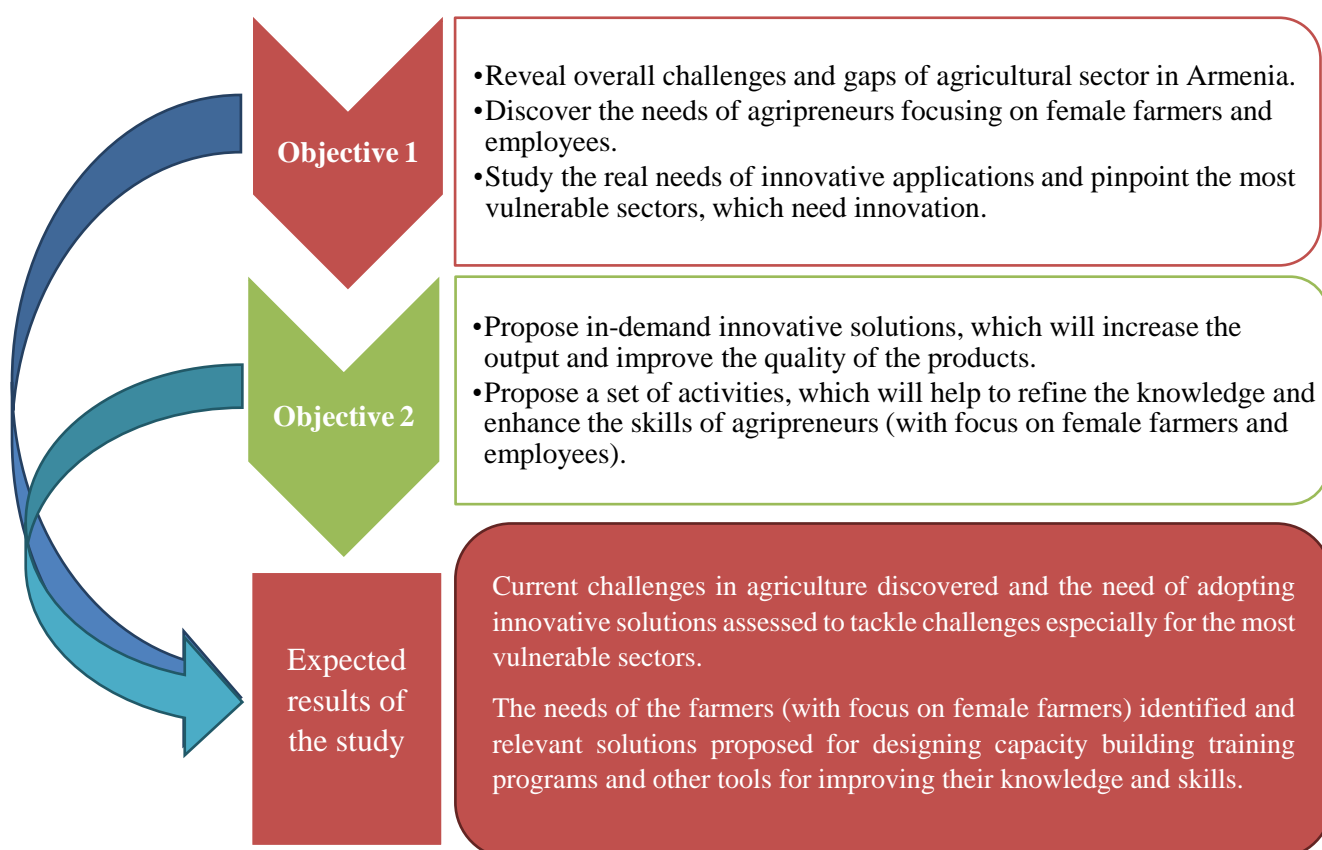 Objective 1
•Reveal overall challenges and gaps of agricultural sector in Armenia.
•Discover the needs of agripreneurs focusing on female farmers and
employees.
•Study the real needs of innovative applications and pinpoint the most
vulnerable sectors, which need innovation.
Objective 2
•Propose in-demand innovative solutions, which will increase the
output and improve the quality of the products.
•Propose a set of activities, which will help to refine the knowledge and
enhance the skills of agripreneurs (with focus on female farmers and
employees).
Expected
results of
the study
Current challenges in agriculture discovered and the need of adopting
innovative solutions assessed to tackle challenges especially for the most
vulnerable sectors.
The needs of the farmers (with focus on female farmers) identified and
relevant solutions proposed for designing capacity building training
programs and other tools for improving their knowledge and skills.